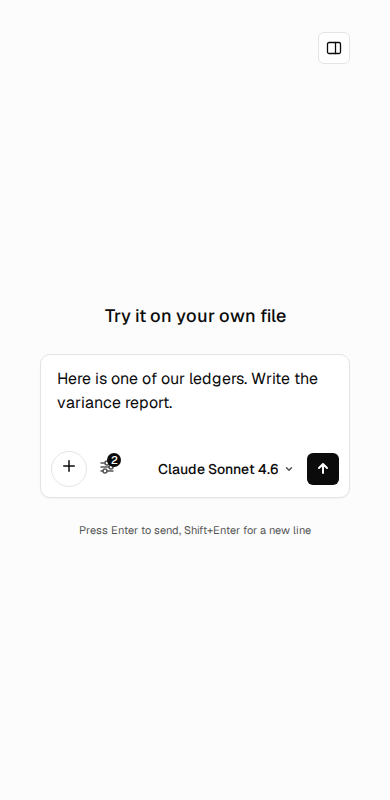 Try it on your own file
Here is one of our ledgers. Write the
variance report.
2
Claude Sonnet 4.6
Press Enter to send, Shift+Enter for a new line